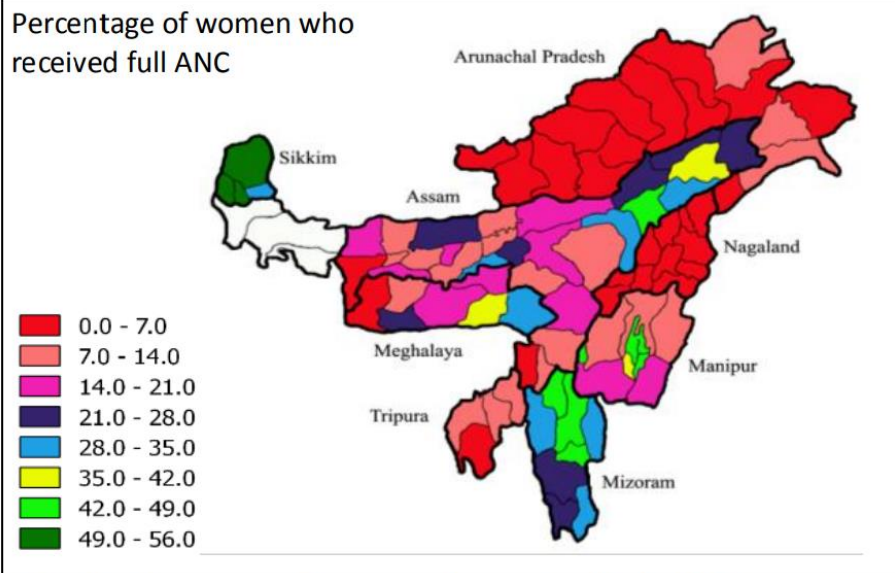 Percentage of women who
received full ANC
Arunachal Pradesh
Sikkim
Assam
Nagaland
Meghalaya
Manipur
Tripura
Mizoram
0.0 - 7.0
7.0 - 14.0
14.0 - 21.0
21.0 - 28.0
28.0 - 35.0
35.0 - 42.0
42.0 - 49.0
49.0 - 56.0